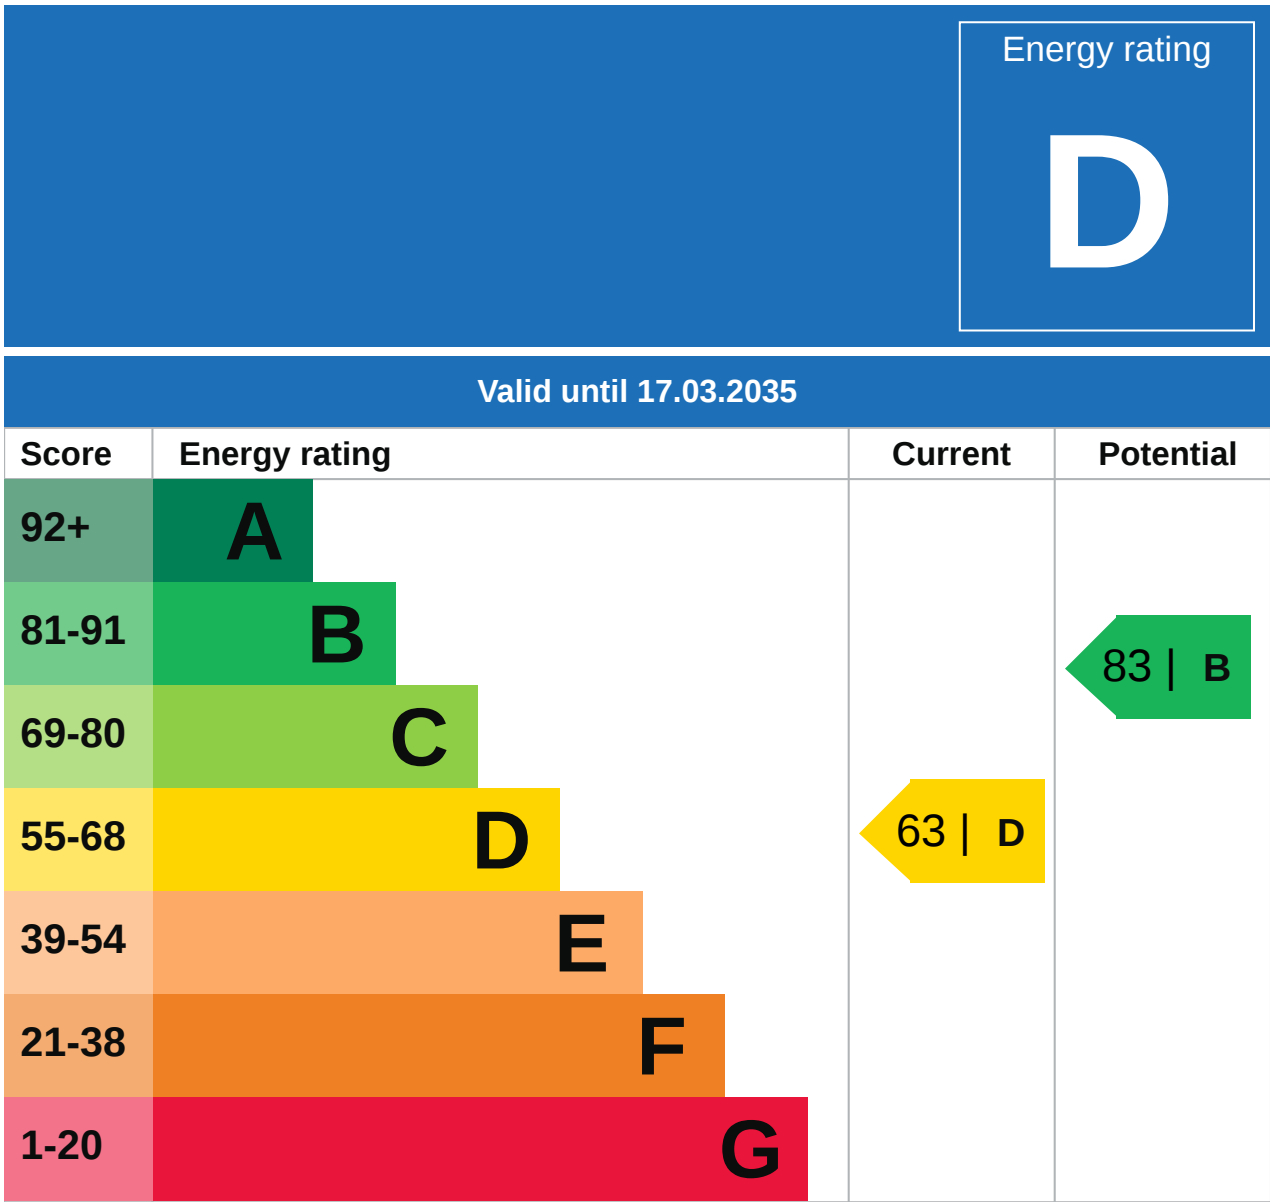 Energy rating
D
Valid until 17.03.2035
Score Energy rating Current Potential
92+ A
81-91 B
83 | B
69-80 C
55-68 D
63 | D
39-54 E
21-38 F
1-20 G